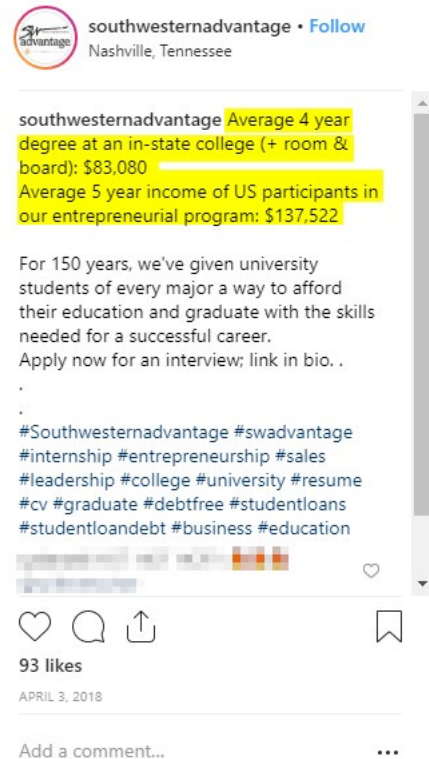 advantage
southwesternadvantage • Follow
Nashville, Tennessee
southwesternadvantage Average 4 year
degree at an in-state college (+ room &
board): $83,080
Average 5 year income of US participants in
our entrepreneurial program: $137,522
For 150 years, we've given university
students of every major a way to afford
their education and graduate with the skills
needed for a successful career.
Apply now for an interview; link in bio. .
.
.
#Southwesternadvantage #swadvantage
#internship #entrepreneurship #sales
#leadership #college #university #resume
#cv #graduate #debtfree #studentloans
#studentloandebt #business #education
93 likes
APRIL 3, 2018
Add a comment...